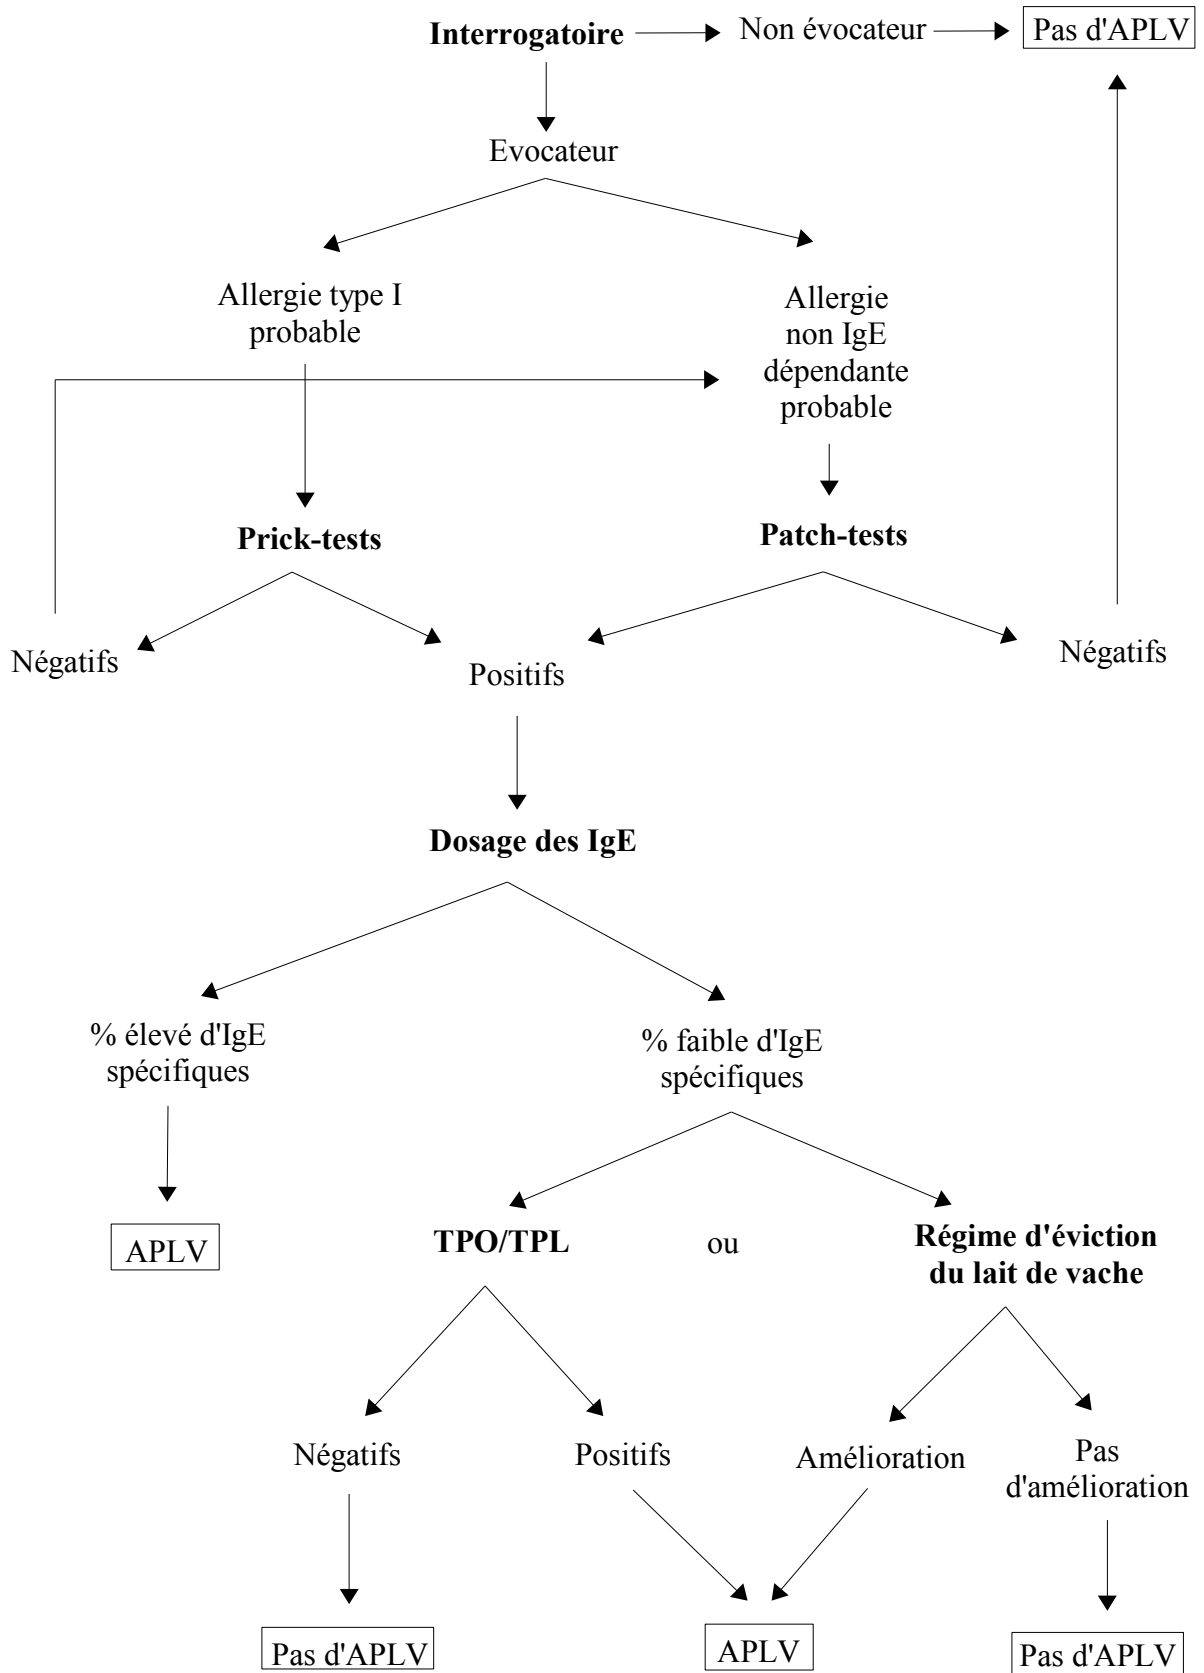 Interrogatoire
Non évocateur
Pas d'APLV
Evocateur
Allergie type I
probable
Allergie
non IgE
dépendante
probable
Prick-tests
Patch-tests
Négatifs
Positifs
Négatifs
Dosage des IgE
% élevé d'IgE
spécifiques
% faible d'IgE
spécifiques
APLV
TPO/TPL
ou
Régime d'éviction
du lait de vache
Négatifs
Positifs
Amélioration
Pas
d'amélioration
Pas d'APLV
APLV
Pas d'APLV